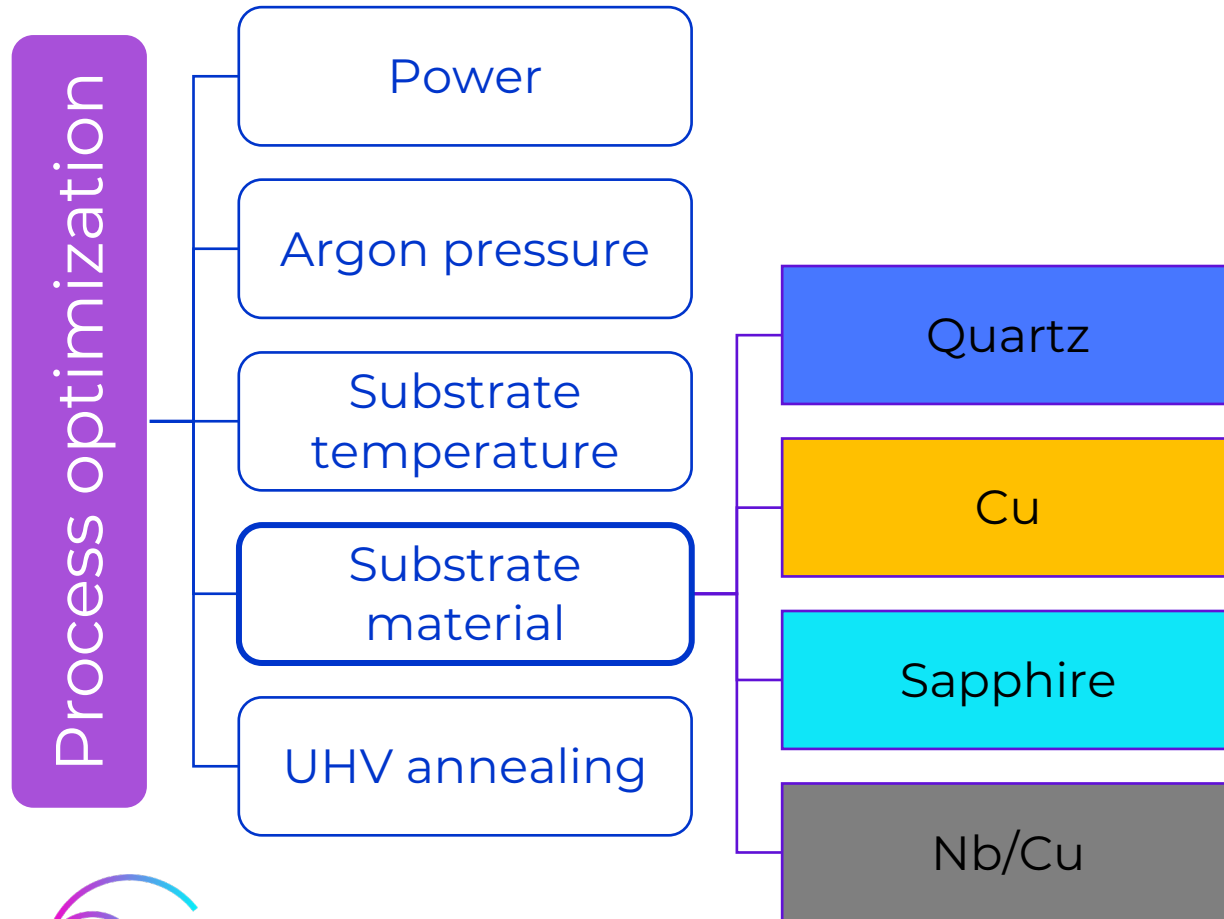 Process optimization
Power
Argon pressure
Substrate
temperature
Substrate
material
UHV annealing
Quartz
Cu
Sapphire
Nb/Cu